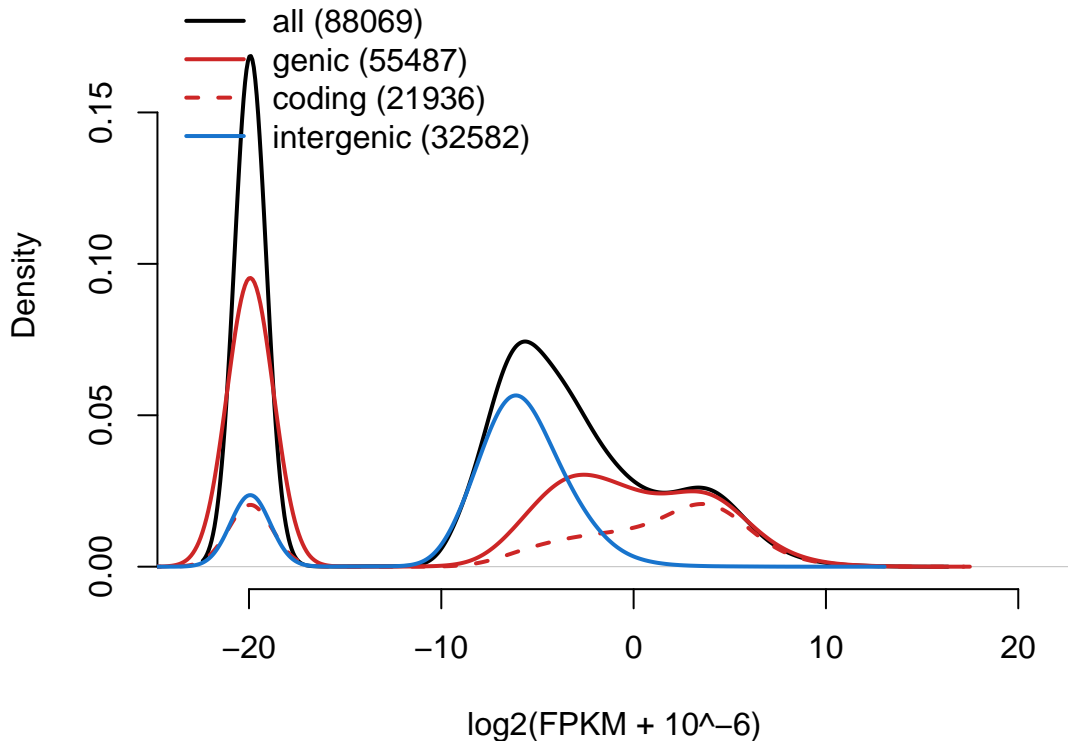 all (88069)
genic (55487)
coding (21936)
intergenic (32582)
Density
0.15
0.10
0.05
0.00
−20 −10 0 10 20
log2(FPKM + 10^−6)